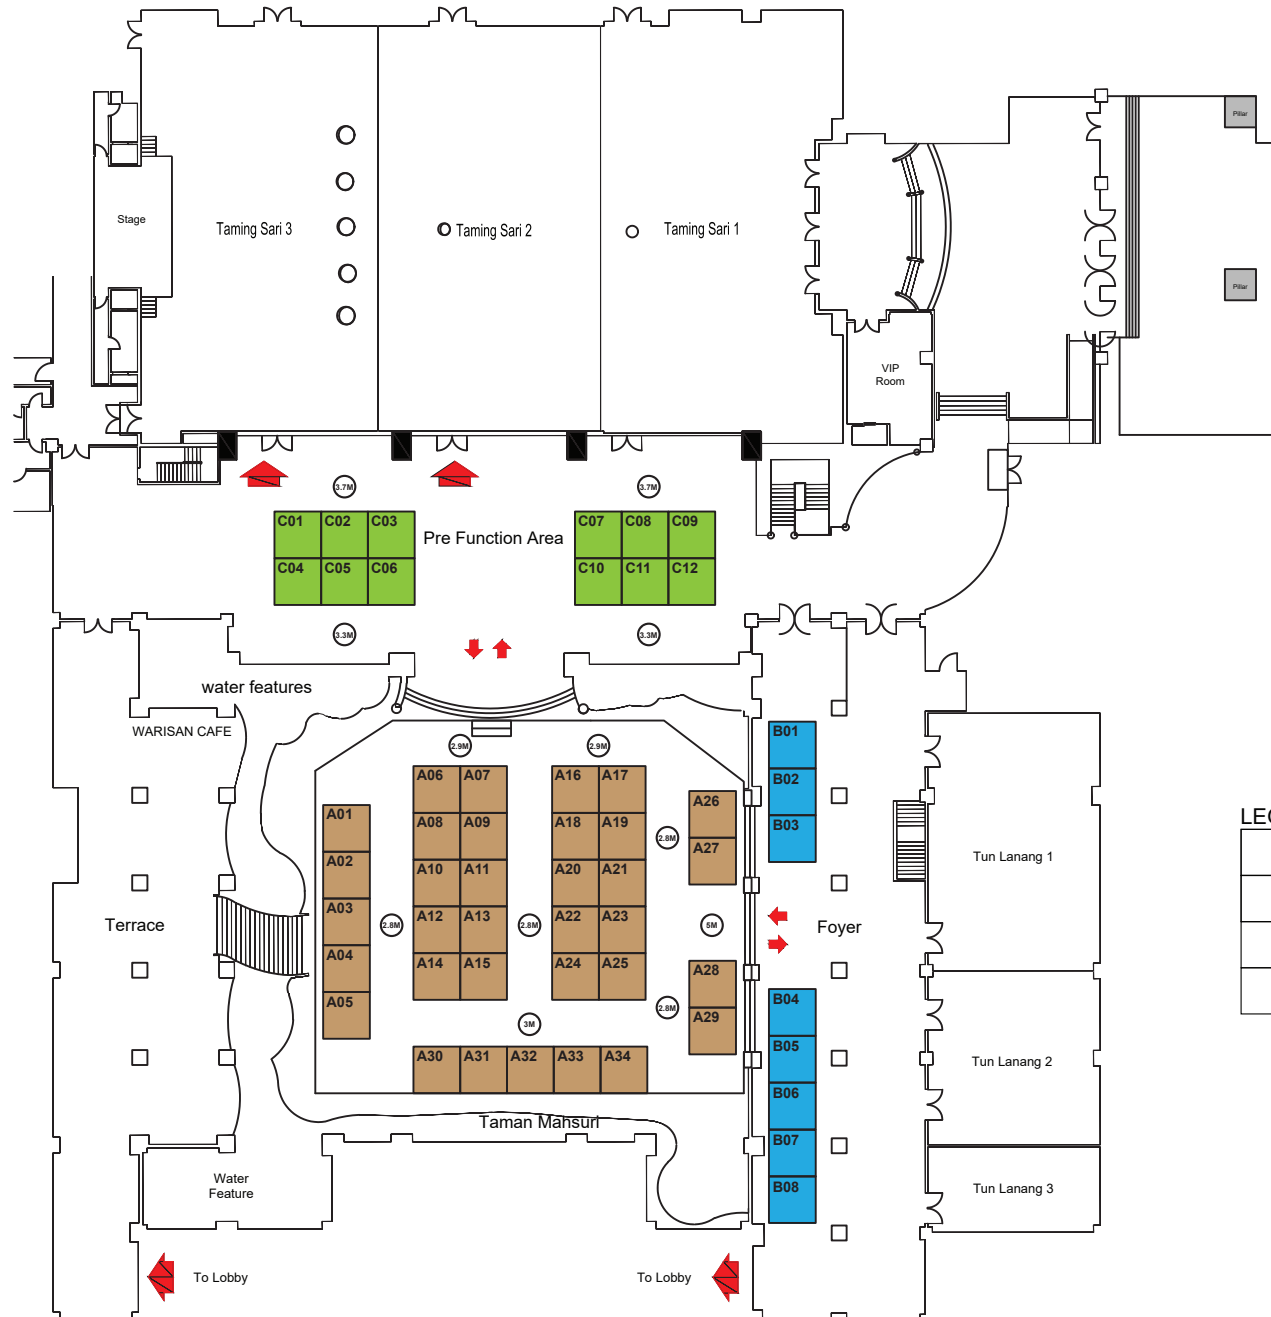 Pillar
Stage
Taming Sari 3
Taming Sari 2
Taming Sari 1
Pillar
VIP
Room
3.7M
3.7M
C01 C02 C03
C04 C05 C06
Pre Function Area
C07 C08 C09
C10 C11 C12
3.3M
3.3M
water features
WARISAN CAFE
2.9M
2.9M
A01
A02
A03
A04
A05
A06 A07
A08 A09
A10 A11
A12 A13
A14 A15
A16 A17
A18 A19
A20 A21
A22 A23
A24 A25
A26
A27
A28
A29
2.8M
2.8M
2.8M
5M
2.8M
3M
A30 A31 A32 A33 A34
B01
B02
B03
B04
B05
B06
B07
B08
Terrace
Foyer
Tun Lanang 1
Tun Lanang 2
Tun Lanang 3
Taman Mahsuri
Water
Feature
To Lobby
To Lobby